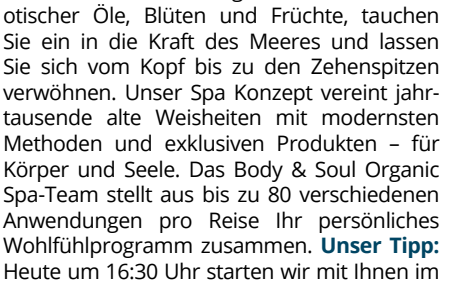 otischer Öle, Blüten und Früchte, tauchen
Sie ein in die Kraft des Meeres und lassen
Sie sich vom Kopf bis zu den Zehenspitzen
verwöhnen. Unser Spa Konzept vereint jahr-
tausende alte Weisheiten mit modernsten
Methoden und exklusiven Produkten – für
Körper und Seele. Das Body & Soul Organic
Spa-Team stellt aus bis zu 80 verschiedenen
Anwendungen pro Reise Ihr persönliches
Wohlfühlprogramm zusammen. Unser Tipp:
Heute um 16:30 Uhr starten wir mit Ihnen im